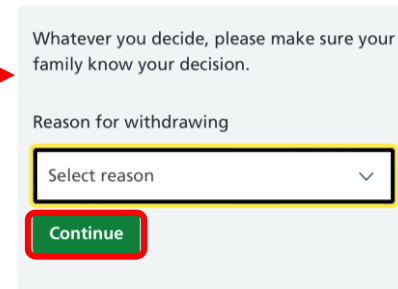 Whatever you decide, please make sure your
family know your decision.
Reason for withdrawing
Select reason
Continue